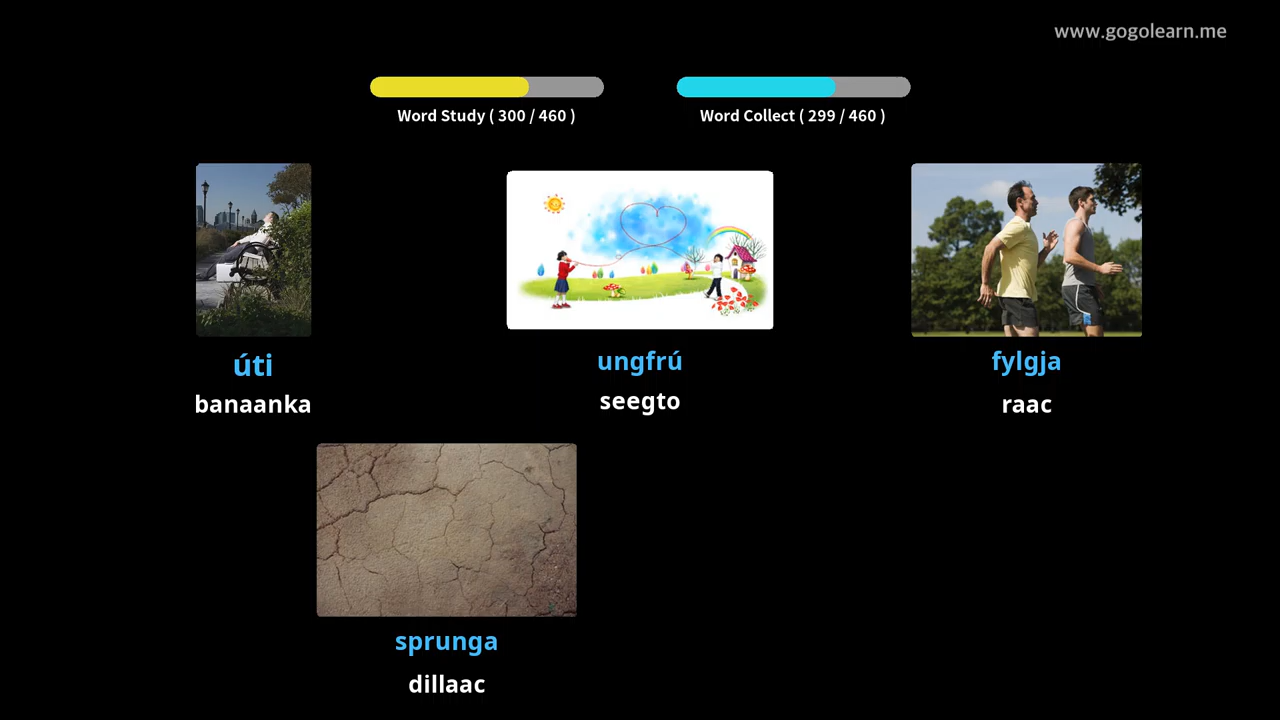 www.gogolearn.me
Word Study ( 300 / 460 )
Word Collect ( 299 / 460 )
úti
banaanka
ungfrú
seegto
fylgja
raac
sprunga
dillaac